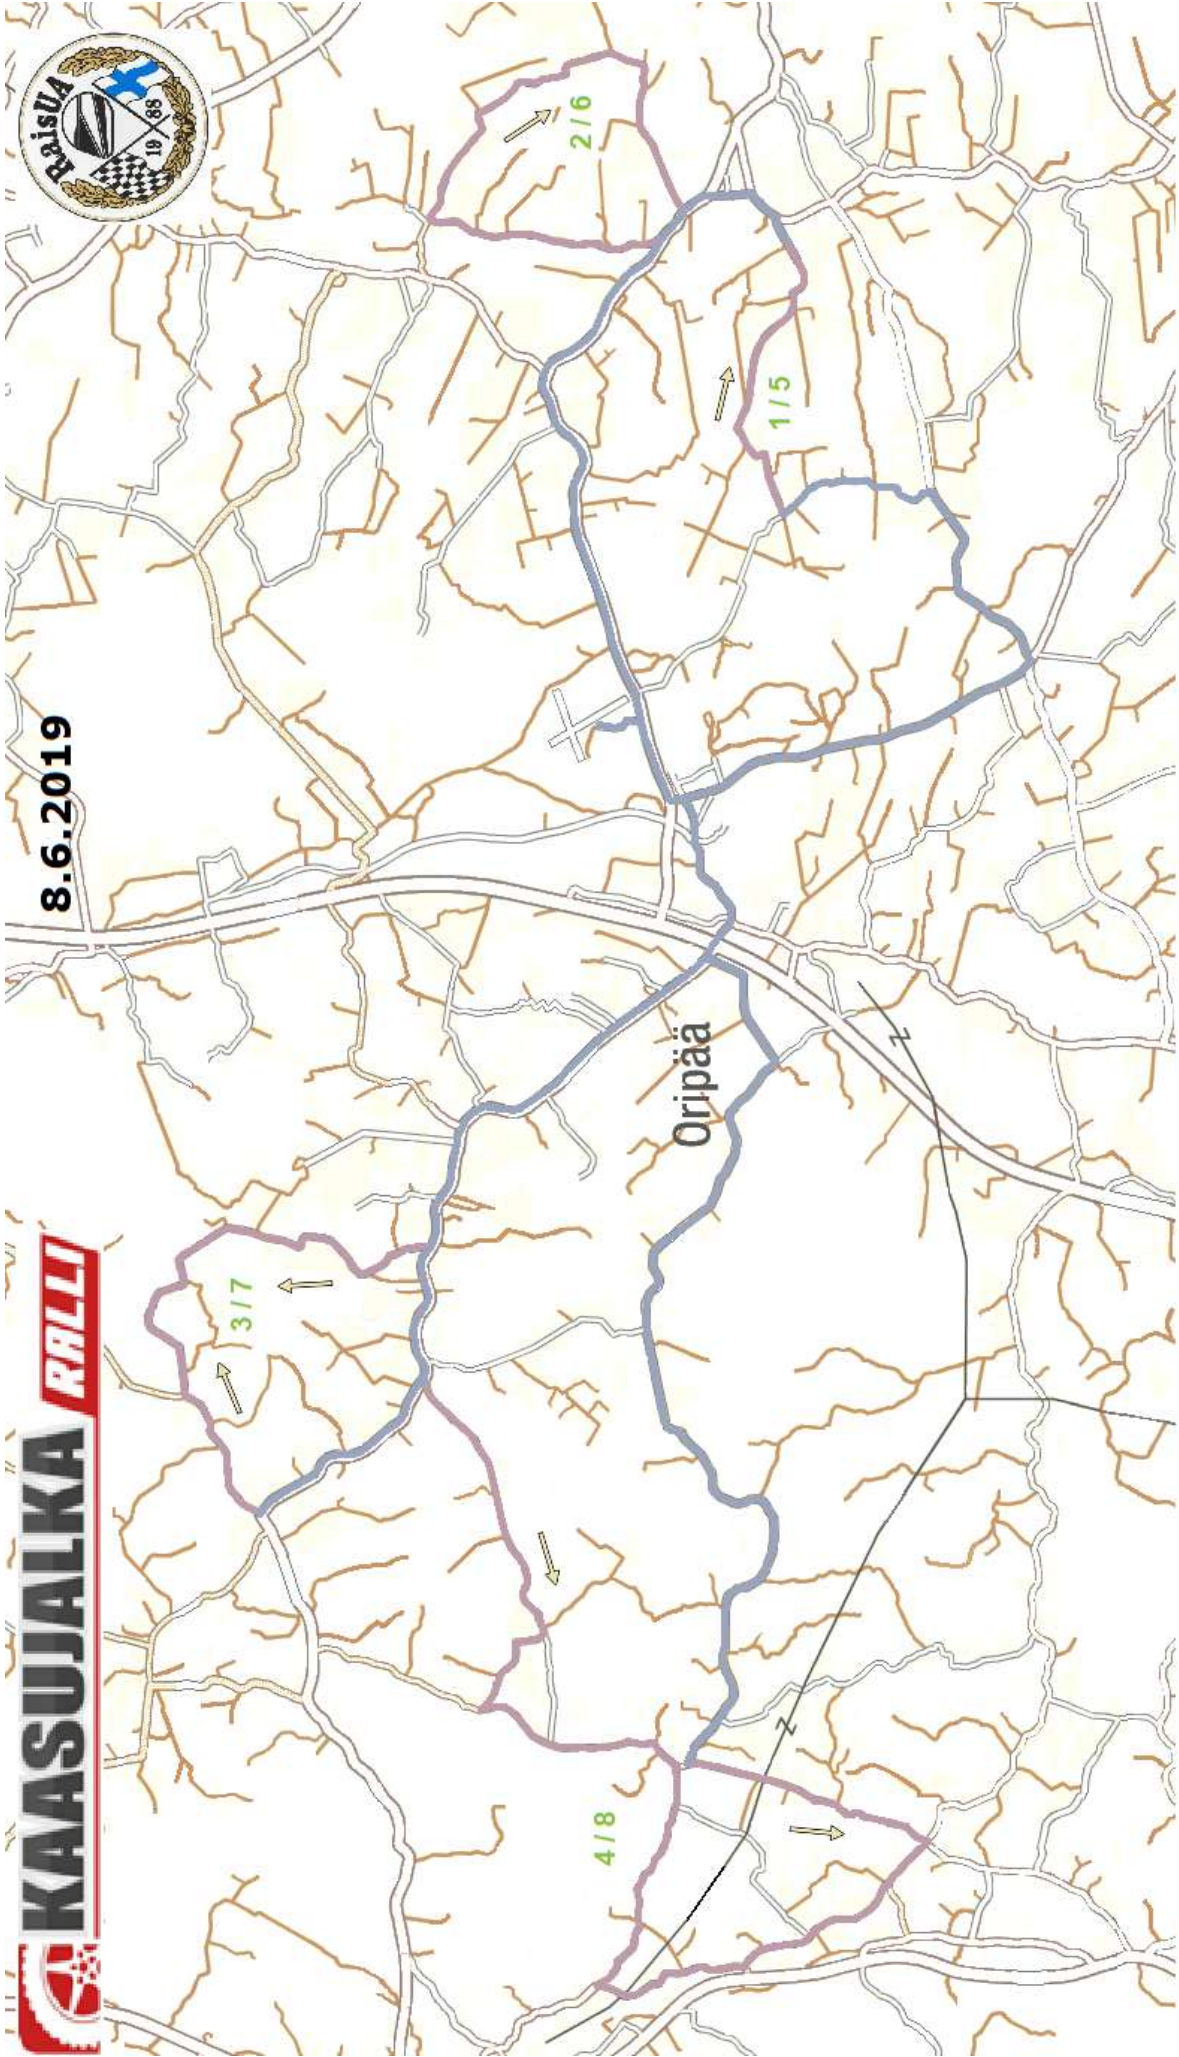 KAASUJALKA RALLI
8.6.2019
RaisUA
19 88
3 / 7
2 / 6
1 / 5
Oripää
4 / 8